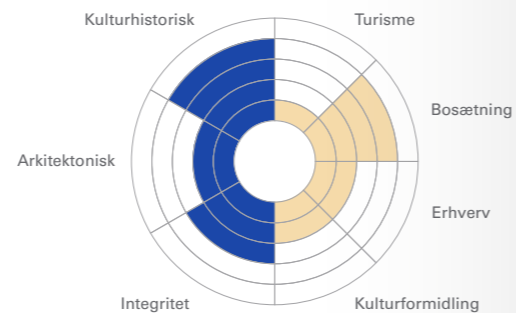 Kulturhistorisk
Turisme
Bosætning
Arkitektonisk
Erhverv
Integritet
Kulturformidling